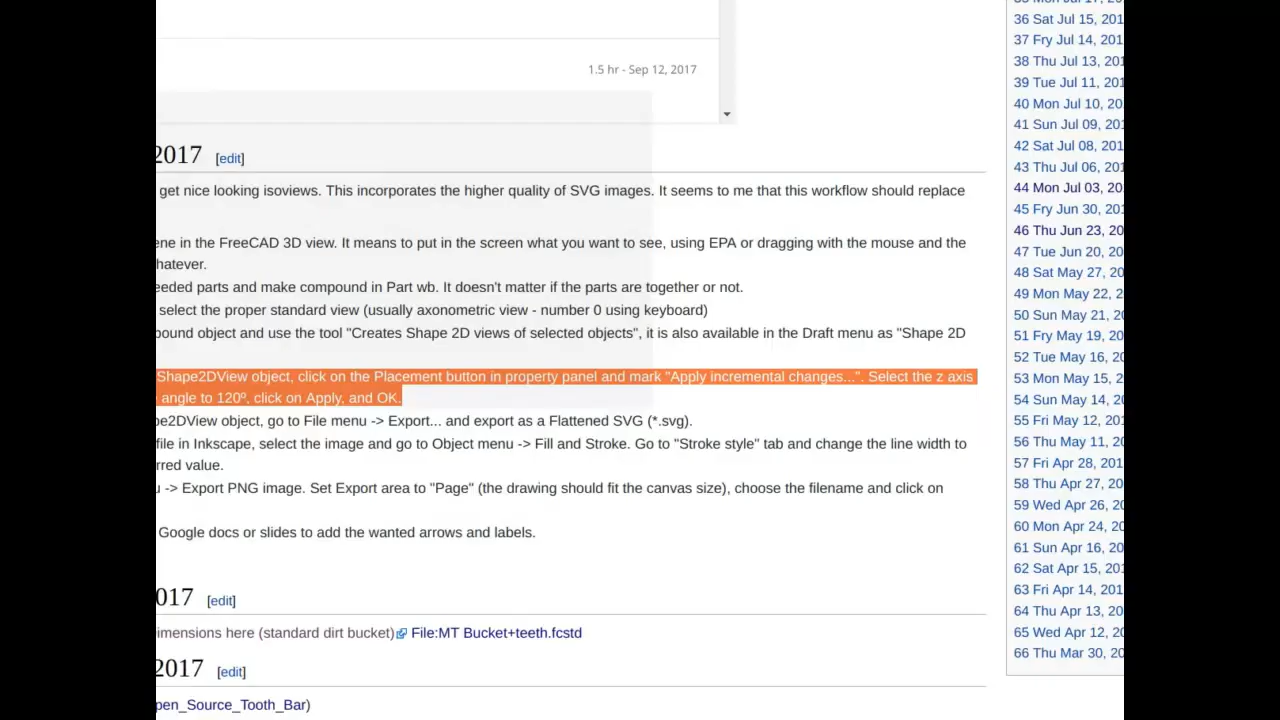 1.5 hr - Sep 12, 2017
2017 [edit]
get nice looking isoviews. This incorporates the higher quality of SVG images. It seems to me that this workflow should replace
ene in the FreeCAD 3D view. It means to put in the screen what you want to see, using EPA or dragging with the mouse and the
hatever.
eeded parts and make compound in Part wb. It doesn't matter if the parts are together or not.
select the proper standard view (usually axonometric view - number 0 using keyboard)
bound object and use the tool "Creates Shape 2D views of selected objects", it is also available in the Draft menu as "Shape 2D
Shape2DView object, click on the Placement button in property panel and mark "Apply incremental changes...". Select the z axis
angle to 120º, click on Apply, and OK.
pe2DView object, go to File menu -> Export... and export as a Flattened SVG (*.svg).
file in Inkscape, select the image and go to Object menu -> Fill and Stroke. Go to "Stroke style" tab and change the line width to
rred value.
u -> Export PNG image. Set Export area to "Page" (the drawing should fit the canvas size), choose the filename and click on
Google docs or slides to add the wanted arrows and labels.
017 [edit]
imensions here (standard dirt bucket) File:MT Bucket+teeth.fcstd
2017 [edit]
pen_Source_Tooth_Bar)
36 Sat Jul 15, 201
37 Fry Jul 14, 201
38 Thu Jul 13, 201
39 Tue Jul 11, 201
40 Mon Jul 10, 20
41 Sun Jul 09, 201
42 Sat Jul 08, 201
43 Thu Jul 06, 201
44 Mon Jul 03, 20
45 Fry Jun 30, 201
46 Thu Jun 23, 20
47 Tue Jun 20, 20
48 Sat May 27, 20
49 Mon May 22, 2
50 Sun May 21, 20
51 Fry May 19, 20
52 Tue May 16, 20
53 Mon May 15, 2
54 Sun May 14, 20
55 Fri May 12, 20
56 Thu May 11, 20
57 Fri Apr 28, 201
58 Thu Apr 27, 20
59 Wed Apr 26, 20
60 Mon Apr 24, 20
61 Sun Apr 16, 20
62 Sat Apr 15, 201
63 Fri Apr 14, 201
64 Thu Apr 13, 20
65 Wed Apr 12, 20
66 Thu Mar 30, 20